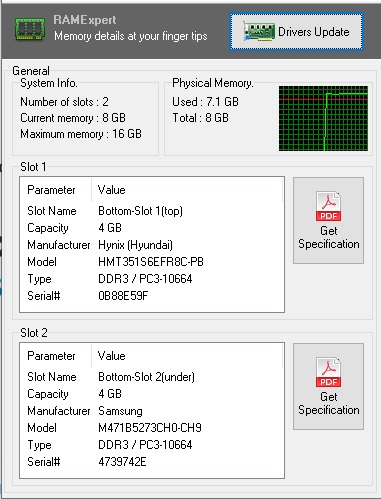 RAMExpert
Memory details at your finger tips
Drivers Update
General
System Info.
Number of slots : 2
Current memory : 8 GB
Maximum memory : 16 GB
Physical Memory.
Used : 7.1 GB
Total : 8 GB
Slot 1
Parameter Value
Slot Name Bottom-Slot 1(top)
Capacity 4 GB
Manufacturer Hynix (Hyundai)
Model HMT351S6EFR8C-PB
Type DDR3 / PC3-10664
Serial# 0B88E59F
PDF
Get
Specification
Slot 2
Parameter Value
Slot Name Bottom-Slot 2(under)
Capacity 4 GB
Manufacturer Samsung
Model M471B5273CH0-CH9
Type DDR3 / PC3-10664
Serial# 4739742E
PDF
Get
Specification